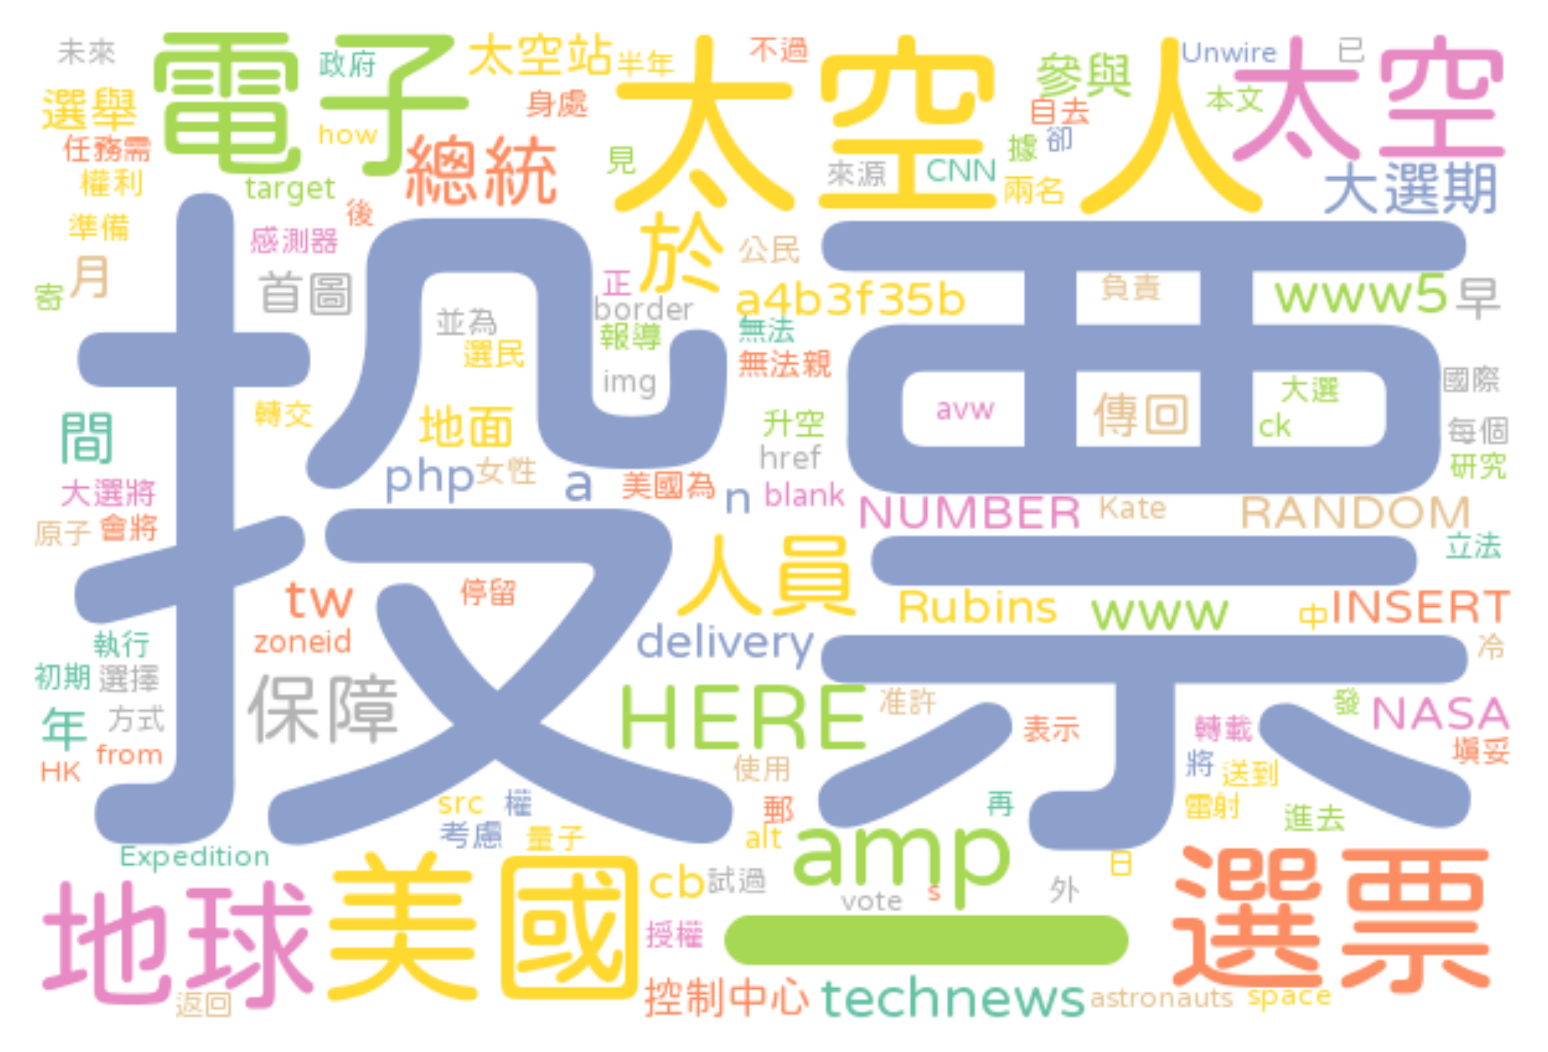 未來
電子
政府
太空站
半年
太空人
不過
參與
Unwire
太空
已
選舉
how
身處
自去
本文
任務需
總統
見
據
卻
權利
target
來源
CNN
兩名
大選期
準備
後
感測器
於
公民
月
首圖
正
border
a4b3f35b
負責
www5
早
寄
並為
報導
無法
選民
img
無法親
投票
avw
傳回
大選
國際
ck
每個
研究
間
轉交
地面
升空
href
php
女性
a
美國為
n
blank
大選將
NUMBER
Kate
RANDOM
原子
會將
人員
立法
tw
停留
Rubins
www
中
INSERT
執行
zoneid
delivery
冷
初期
選擇
保障
HERE
准許
發
NASA
年
方式
表示
轉載
填妥
from
HK
使用
將
送到
src
權
郵
再
雷射
進去
考慮
量子
alt
amp
Expedition
日
地球
美國
cb
試過
vote
s
外
選票
授權
返回
控制中心
technews
astronauts
space